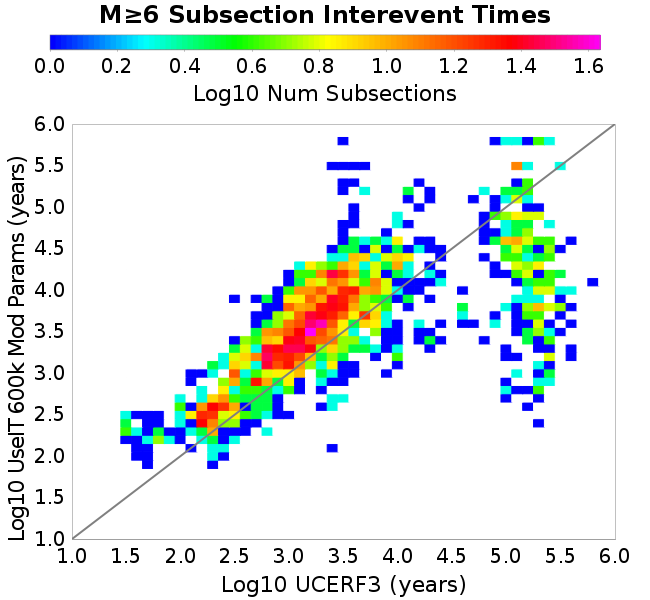 M≥6 Subsection Interevent Times
0.0 0.2 0.4 0.6 0.8 1.0 1.2 1.4 1.6
Log10 Num Subsections
6.0
5.5
5.0
4.5
4.0
3.5
3.0
2.5
2.0
1.5
1.0
Log10 UseIT 600k Mod Params (years)
1.0 1.5 2.0 2.5 3.0 3.5 4.0 4.5 5.0 5.5 6.0
Log10 UCERF3 (years)